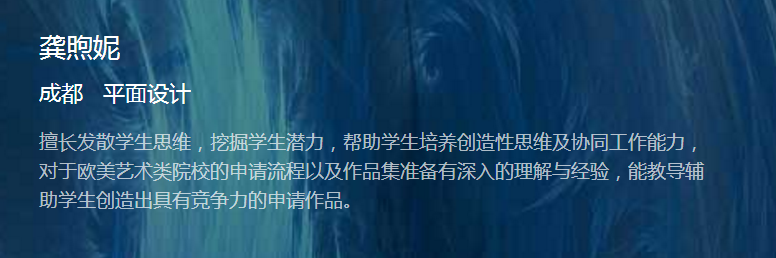 龚煦妮
成都 平面设计
擅长发散学生思维，挖掘学生潜力，帮助学生培养创造性思维及协同工作能力，
对于欧美艺术类院校的申请流程以及作品集准备有深入的理解与经验，能教导辅
助学生创造出具有竞争力的申请作品。